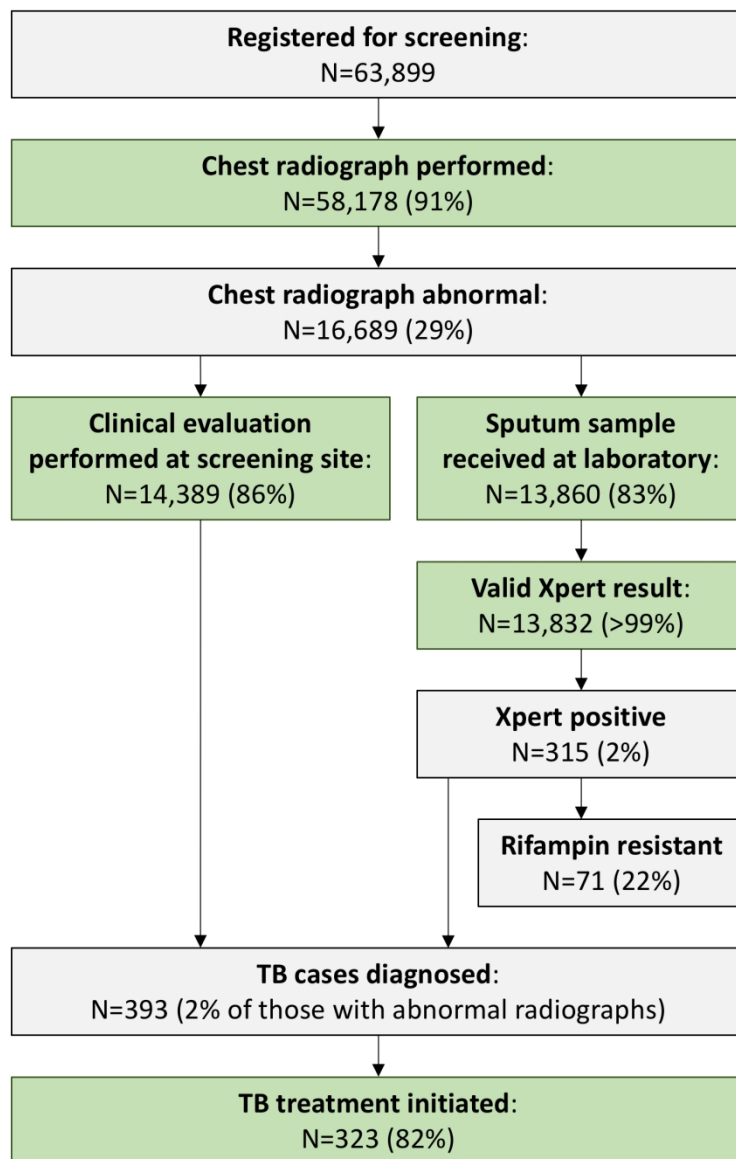 Registered for screening:
N=63,899
Chest radiograph performed:
N=58,178 (91%)
Chest radiograph abnormal:
N=16,689 (29%)
Clinical evaluation
performed at screening site:
N=14,389 (86%)
Sputum sample
received at laboratory:
N=13,860 (83%)
Valid Xpert result:
N=13,832 (>99%)
Xpert positive
N=315 (2%)
Rifampin resistant
N=71 (22%)
TB cases diagnosed:
N=393 (2% of those with abnormal radiographs)
TB treatment initiated:
N=323 (82%)